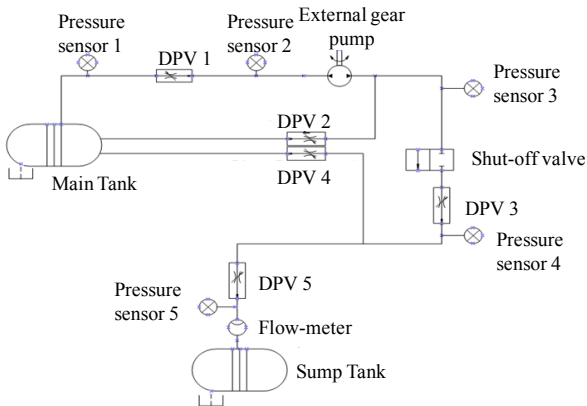 External gear
pump
Pressure
sensor 1
DPV 1
Pressure
sensor 2
Pressure
sensor 3
DPV 2
DPV 4
Main Tank
Shut-off valve
DPV 3
Pressure
sensor 4
DPV 5
Pressure
sensor 5
Flow-meter
Sump Tank